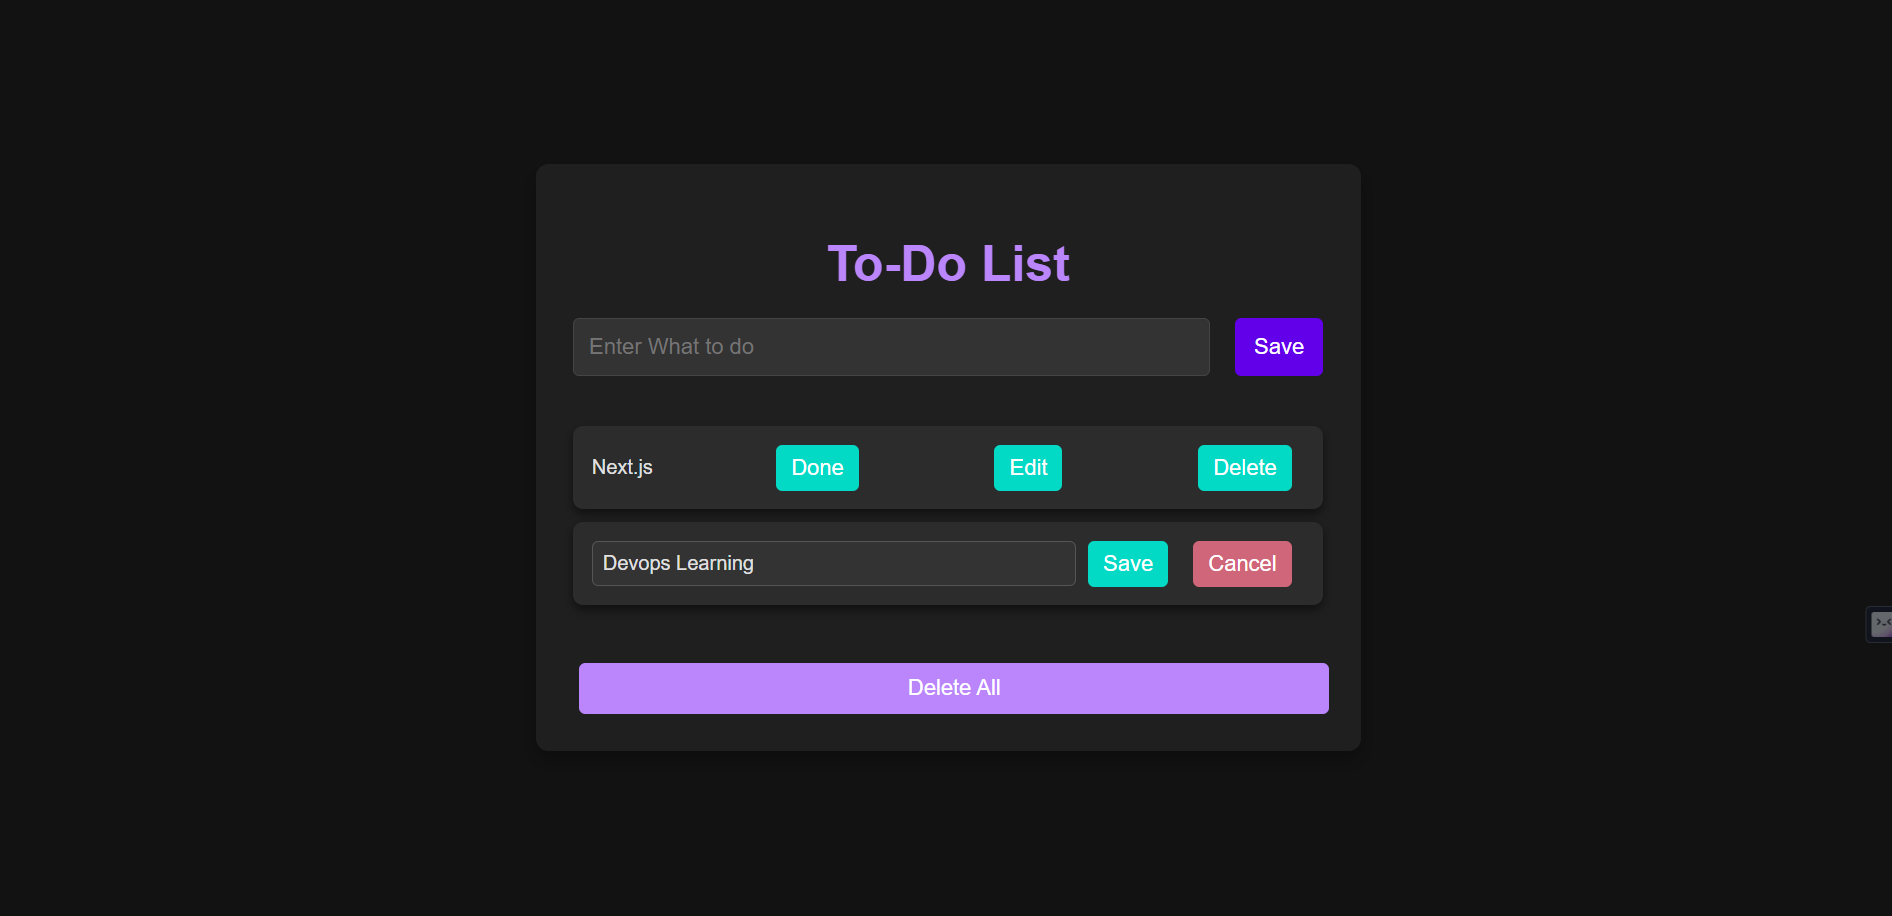 To-Do List
Enter What to do Save
Next.js Done Edit Delete
Devops Learning Save Cancel
Delete All